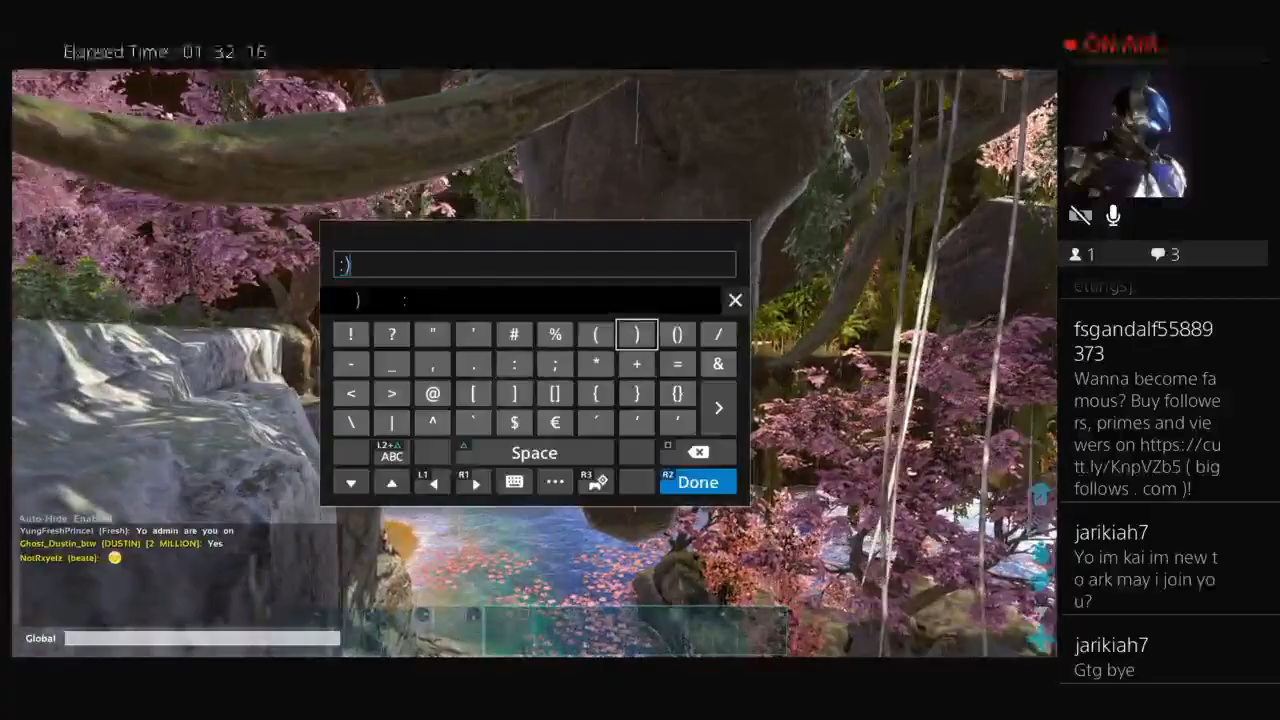 Elapsed Time: 01 32 16
ON AIR
1
3
ettings).
fsgandalf55889
373
Wanna become fa
mous? Buy followe
rs, primes and vie
wers on https://cu
tt.ly/KnpVZb5 ( big
follows . com )!
jarikiah7
Yo im kai im new t
o ark may i join yo
u?
jarikiah7
Gtg bye
:)
) :
! ? " ' # % ( ) () /
- _ , . : ; * + = &
< > @ [ ] [] { } {} >
\ | ^ ` $ € ´ ‘ ’
L2+△ ABC △ Space □
L1 R1 ... R3 R2 Done
Auto-Hide Enabled
YungFreshPrince! (Fresh): Yo admin are you on
Ghost_Dustin_btw (DUSTIN) [2 MILLION]: Yes
NotRxyelz (beate):
Global